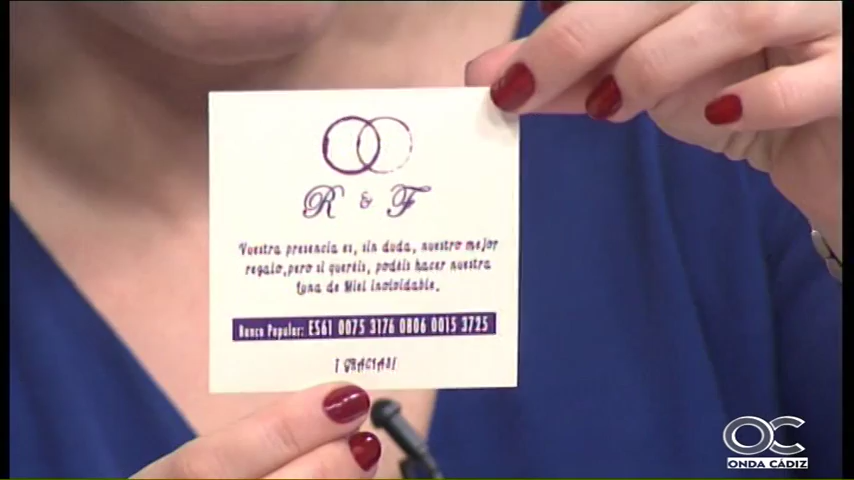 R & F
Vuestra presencia es, sin duda, nuestro mejor
regalo, pero si queréis, podéis hacer nuestra
Luna de Miel inolvidable.
Banco Popular: ES61 0075 3176 0806 0015 3725
¡ GRACIAS!
OC
ONDA CÁDIZ